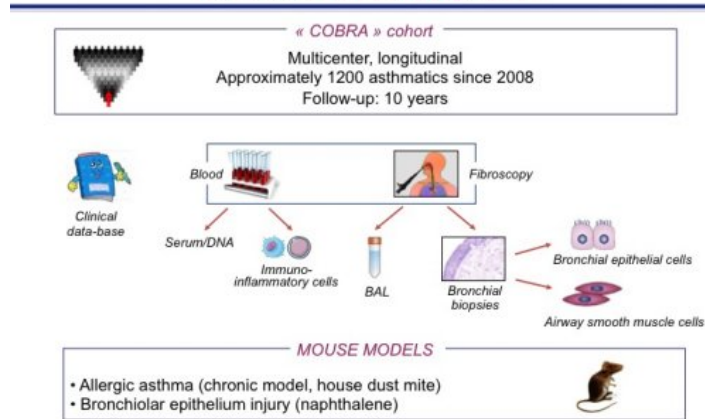 « COBRA » cohort
Multicenter, longitudinal
Approximately 1200 asthmatics since 2008
Follow-up: 10 years
Blood
Fibroscopy
Clinical
data-base
Serum/DNA
Immuno-
inflammatory cells
BAL
Bronchial
biopsies
Bronchial epithelial cells
Airway smooth muscle cells
MOUSE MODELS
• Allergic asthma (chronic model, house dust mite)
• Bronchiolar epithelium injury (naphthalene)